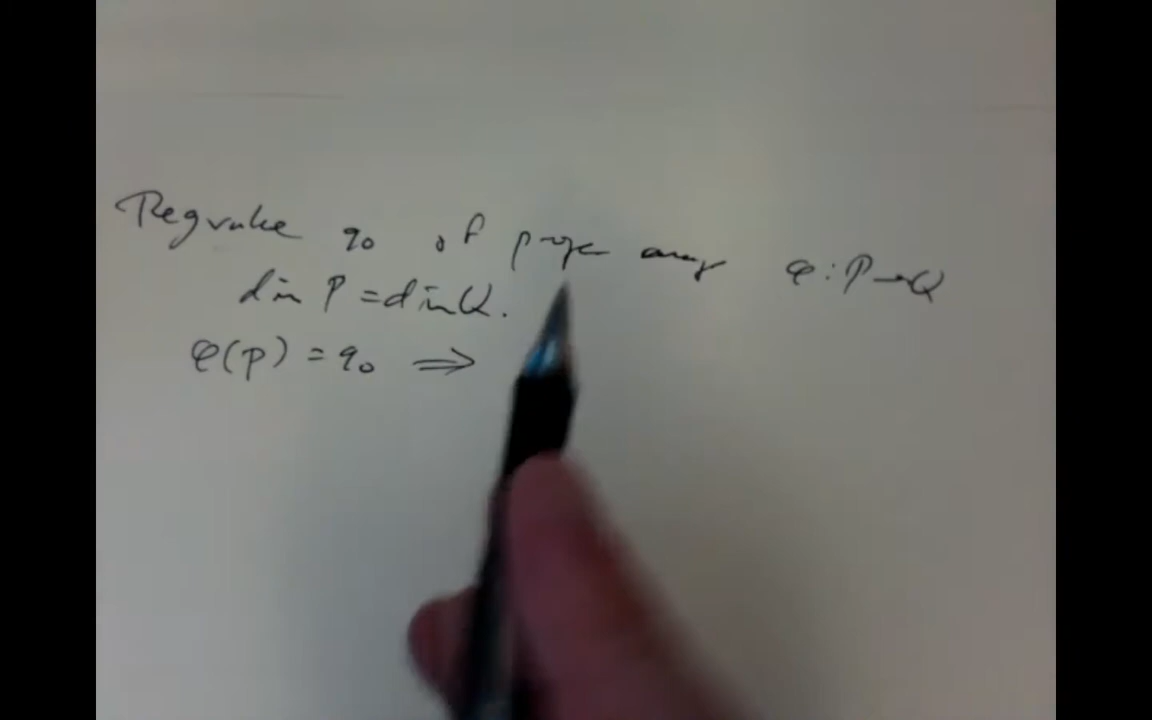 Reg value q₀ of proper map φ : P → Q
dim P = dim Q.
φ(p) = q₀ ⟹